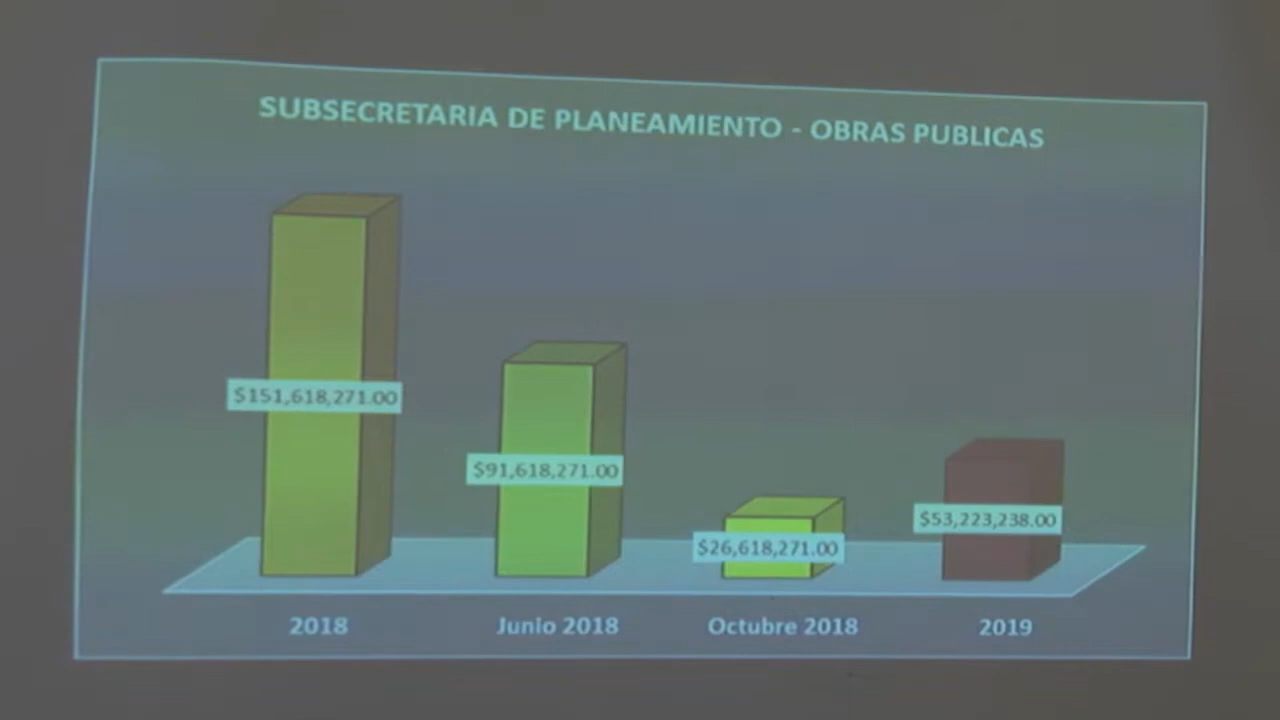 SUBSECRETARIA DE PLANEAMIENTO - OBRAS PUBLICAS
$151,618,271.00
$91,618,271.00
$26,618,271.00
$53,223,238.00
2018
Junio 2018
Octubre 2018
2019